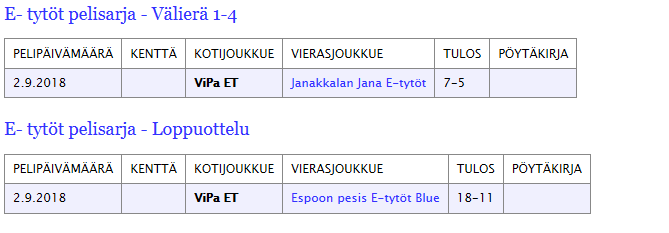 E- tytöt pelisarja - Välierä 1-4
PELIPÄIVÄMÄÄRÄ KENTTÄ KOTIJOUKKUE VIERASJOUKKUE TULOS PÖYTÄKIRJA
2.9.2018 ViPa ET Janakkalan Jana E-tytöt 7-5
E- tytöt pelisarja - Loppuottelu
PELIPÄIVÄMÄÄRÄ KENTTÄ KOTIJOUKKUE VIERASJOUKKUE TULOS PÖYTÄKIRJA
2.9.2018 ViPa ET Espoon pesis E-tytöt Blue 18-11